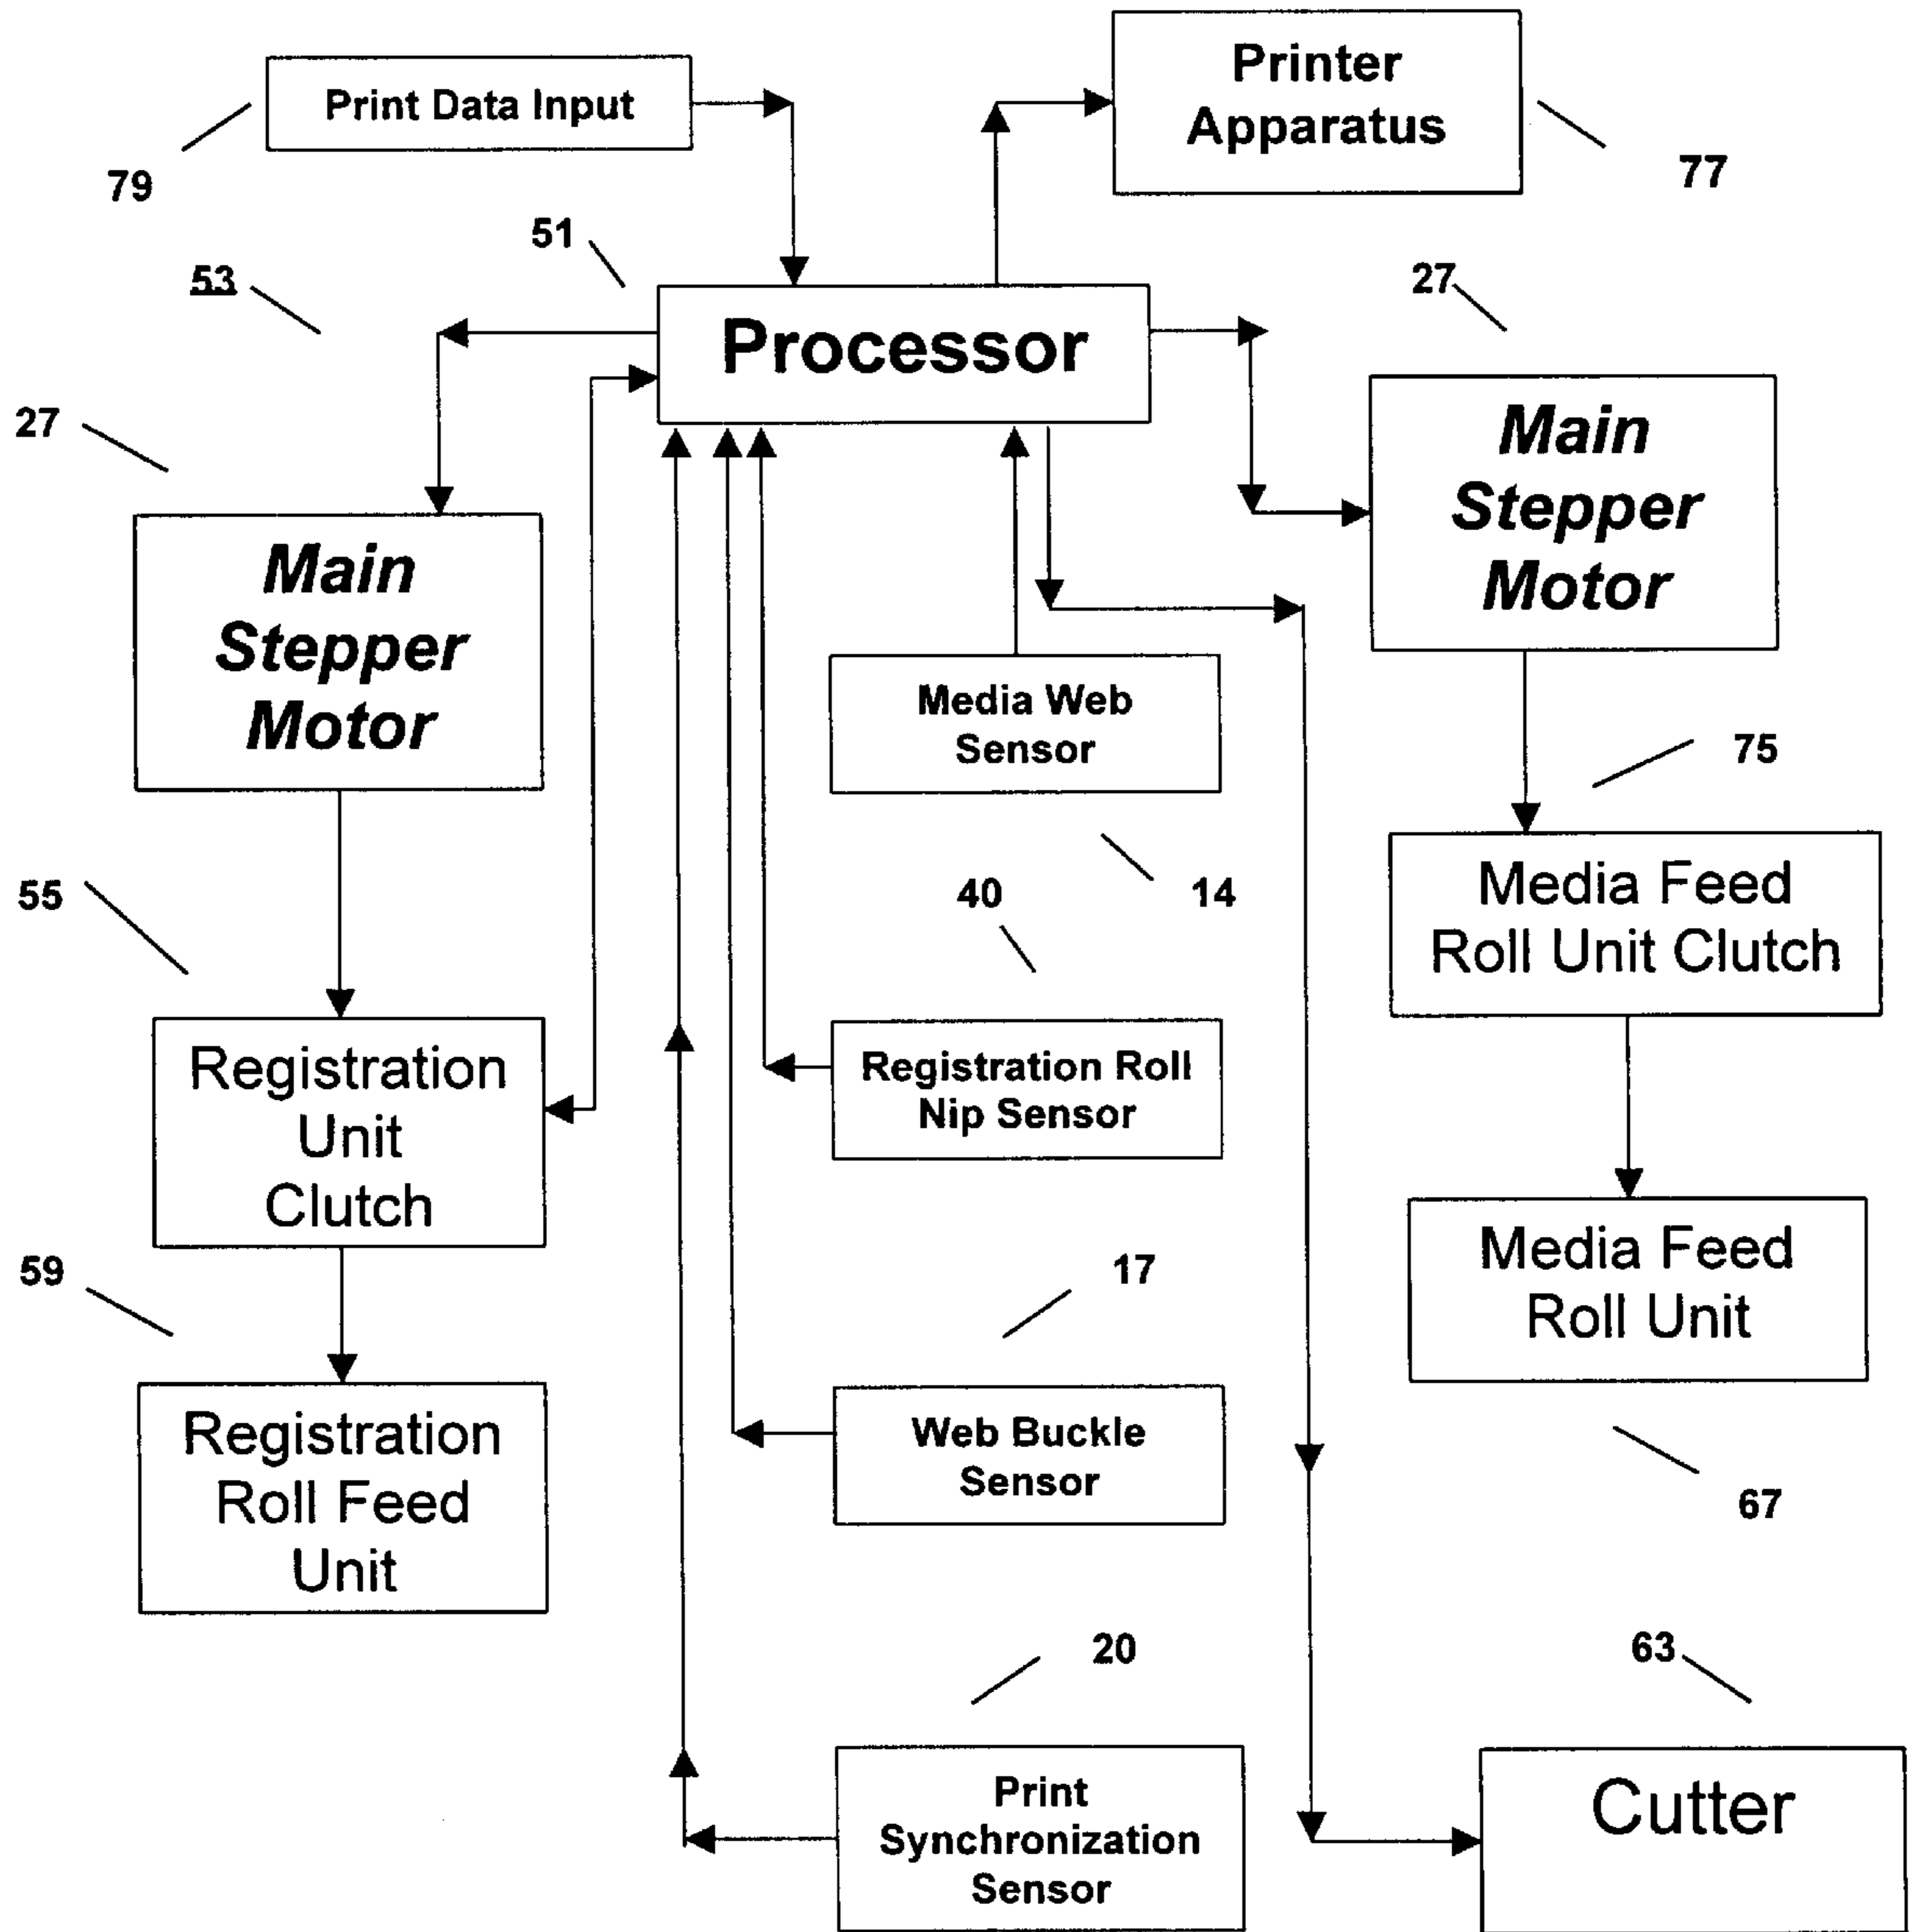 Print Data Input
79
Printer
Apparatus
77
51
53
27
Processor
27
Main
Stepper
Motor
Main
Stepper
Motor
Media Web
Sensor
14
75
55
40
Media Feed
Roll Unit Clutch
Registration
Unit
Clutch
Registration Roll
Nip Sensor
59
17
Media Feed
Roll Unit
67
Registration
Roll Feed
Unit
Web Buckle
Sensor
20
63
Print
Synchronization
Sensor
Cutter